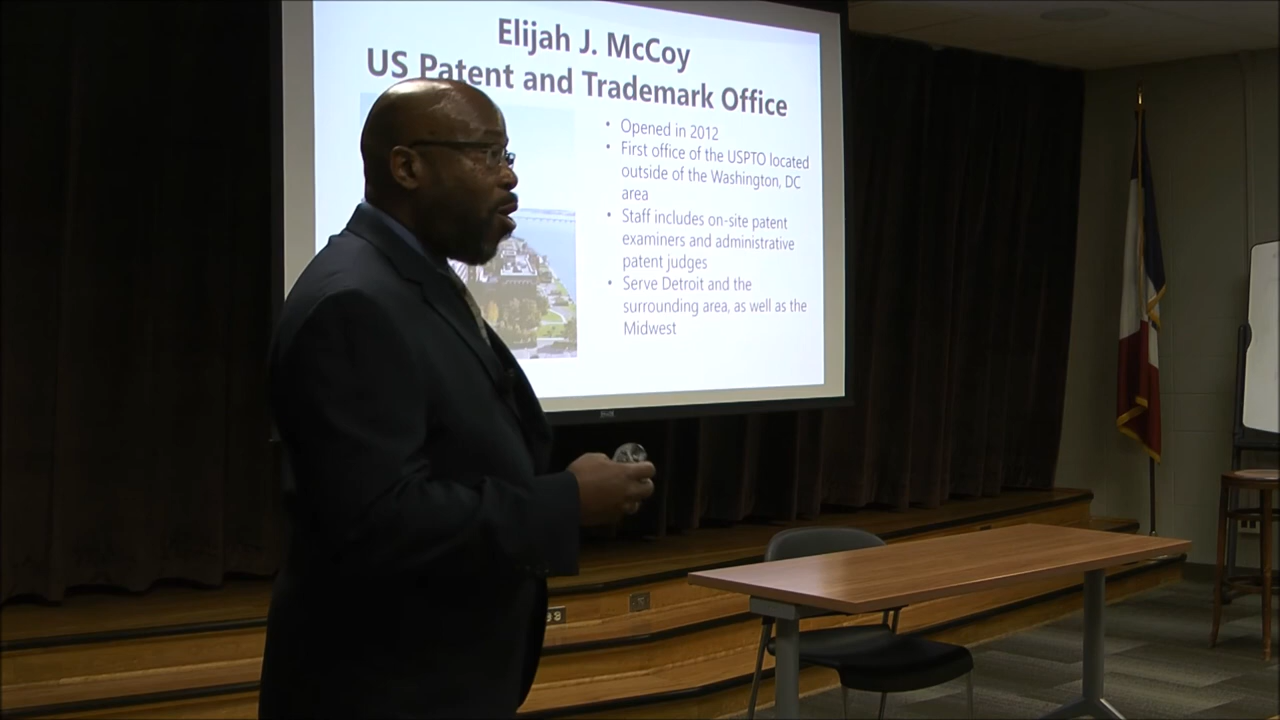 Elijah J. McCoy
US Patent and Trademark Office
• Opened in 2012
• First office of the USPTO located
outside of the Washington, DC
area
• Staff includes on-site patent
examiners and administrative
patent judges
• Serve Detroit and the
surrounding area, as well as the
Midwest